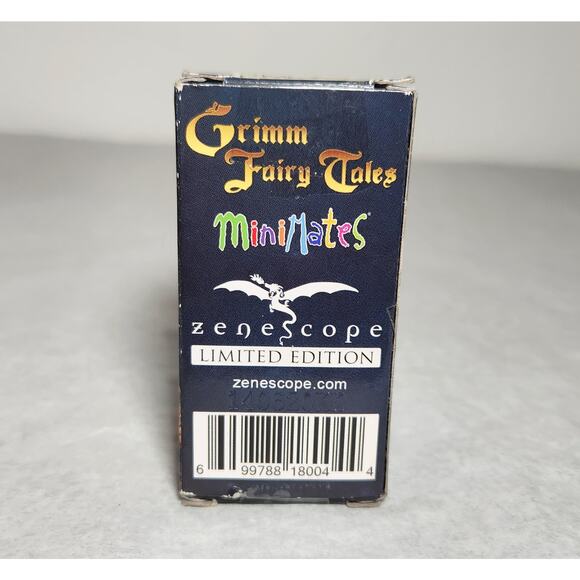 Grimm
Fairy Tales
MiniMates
zenescope
LIMITED EDITION
zenescope.com
6 99788 18004 4